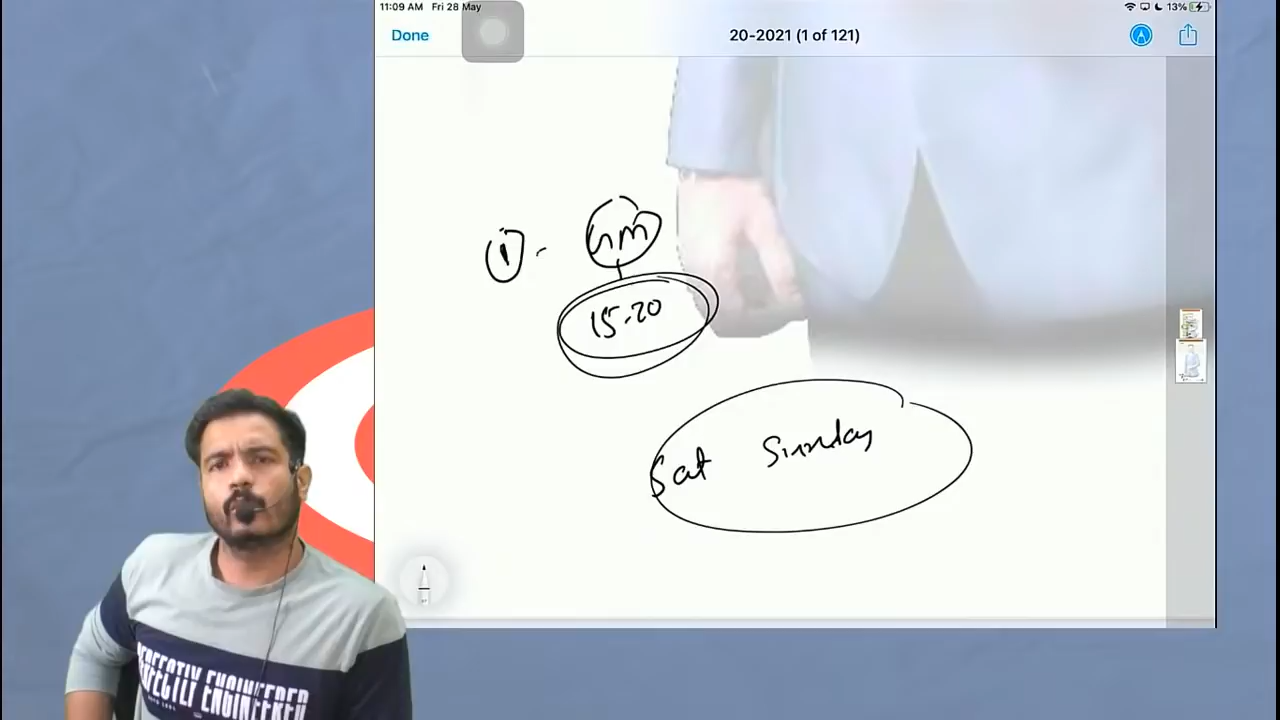 11:09 AM Fri 28 May 13%
Done 20-2021 (1 of 121)
1 -
15-20
Sat Sunday
PERFECTLY ENGINEERED